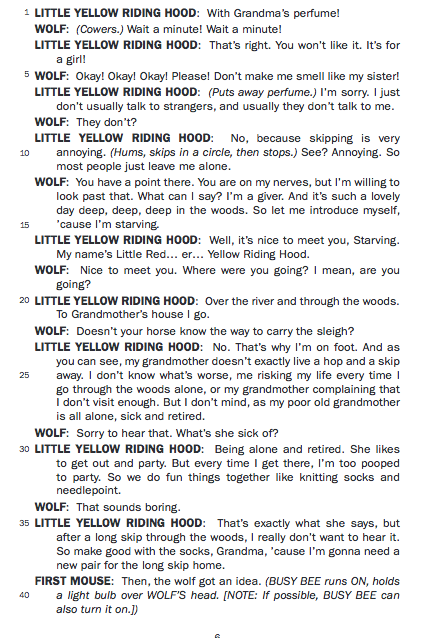 1 LITTLE YELLOW RIDING HOOD: With Grandma's perfume!
WOLF: (Cowers.) Wait a minute! Wait a minute!
LITTLE YELLOW RIDING HOOD: That's right. You won't like it. It's for
a girl!
5 WOLF: Okay! Okay! Okay! Please! Don't make me smell like my sister!
LITTLE YELLOW RIDING HOOD: (Puts away perfume.) I'm sorry. I just
don't usually talk to strangers, and usually they don't talk to me.
WOLF: They don't?
LITTLE YELLOW RIDING HOOD: No, because skipping is very
10 annoying. (Hums, skips in a circle, then stops.) See? Annoying. So
most people just leave me alone.
WOLF: You have a point there. You are on my nerves, but I'm willing to
look past that. What can I say? I'm a giver. And it's such a lovely
day deep, deep, deep in the woods. So let me introduce myself,
15 'cause I'm starving.
LITTLE YELLOW RIDING HOOD: Well, it's nice to meet you, Starving.
My name's Little Red... er... Yellow Riding Hood.
WOLF: Nice to meet you. Where were you going? I mean, are you
going?
20 LITTLE YELLOW RIDING HOOD: Over the river and through the woods.
To Grandmother's house I go.
WOLF: Doesn't your horse know the way to carry the sleigh?
LITTLE YELLOW RIDING HOOD: No. That's why I'm on foot. And as
you can see, my grandmother doesn't exactly live a hop and a skip
25 away. I don't know what's worse, me risking my life every time I
go through the woods alone, or my grandmother complaining that
I don't visit enough. But I don't mind, as my poor old grandmother
is all alone, sick and retired.
WOLF: Sorry to hear that. What's she sick of?
30 LITTLE YELLOW RIDING HOOD: Being alone and retired. She likes
to get out and party. But every time I get there, I'm too pooped
to party. So we do fun things together like knitting socks and
needlepoint.
WOLF: That sounds boring.
35 LITTLE YELLOW RIDING HOOD: That's exactly what she says, but
after a long skip through the woods, I really don't want to hear it.
So make good with the socks, Grandma, 'cause I'm gonna need a
new pair for the long skip home.
FIRST MOUSE: Then, the wolf got an idea. (BUSY BEE runs ON, holds
40 a light bulb over WOLF'S head. [NOTE: If possible, BUSY BEE can
also turn it on.])